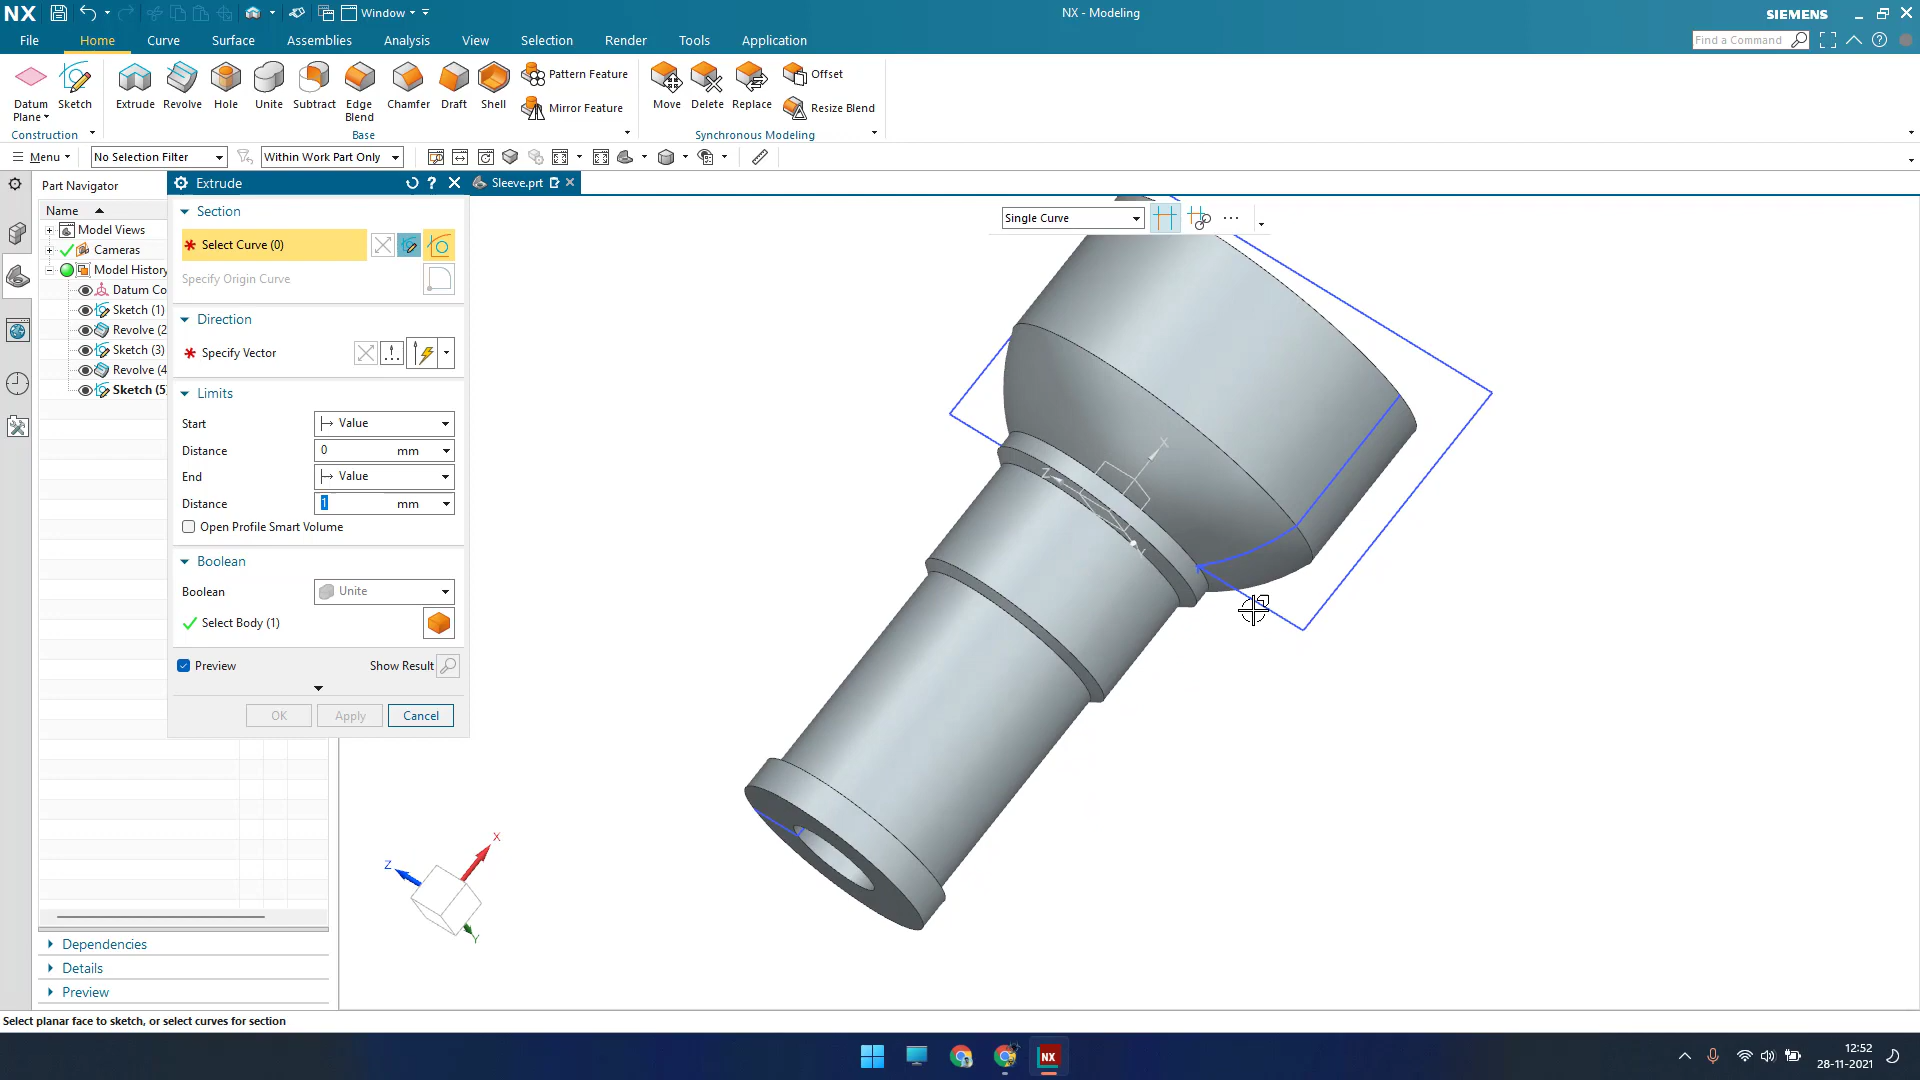 NX
Window
NX - Modeling
SIEMENS
File
Home
Curve
Surface
Assemblies
Analysis
View
Selection
Render
Tools
Application
Find a Command
Datum
Plane
Sketch
Extrude
Revolve
Hole
Unite
Subtract
Edge
Blend
Chamfer
Draft
Shell
Pattern Feature
Mirror Feature
Move
Delete
Replace
Offset
Resize Blend
Construction
Base
Synchronous Modeling
Menu
No Selection Filter
Within Work Part Only
Part Navigator
Extrude
Sleeve.prt
Name
Model Views
Cameras
Model History
Datum Co
Sketch (1)
Revolve (2
Sketch (3)
Revolve (4
Sketch (5
Section
Select Curve (0)
Specify Origin Curve
Direction
Specify Vector
Limits
Start
Value
Distance
0 mm
End
Value
Distance
1 mm
Open Profile Smart Volume
Boolean
Boolean
Unite
Select Body (1)
Preview
Show Result
OK
Apply
Cancel
Single Curve
X
Z
Y
X
Z
Y
Dependencies
Details
Preview
Select planar face to sketch, or select curves for section
NX
12:52
28-11-2021